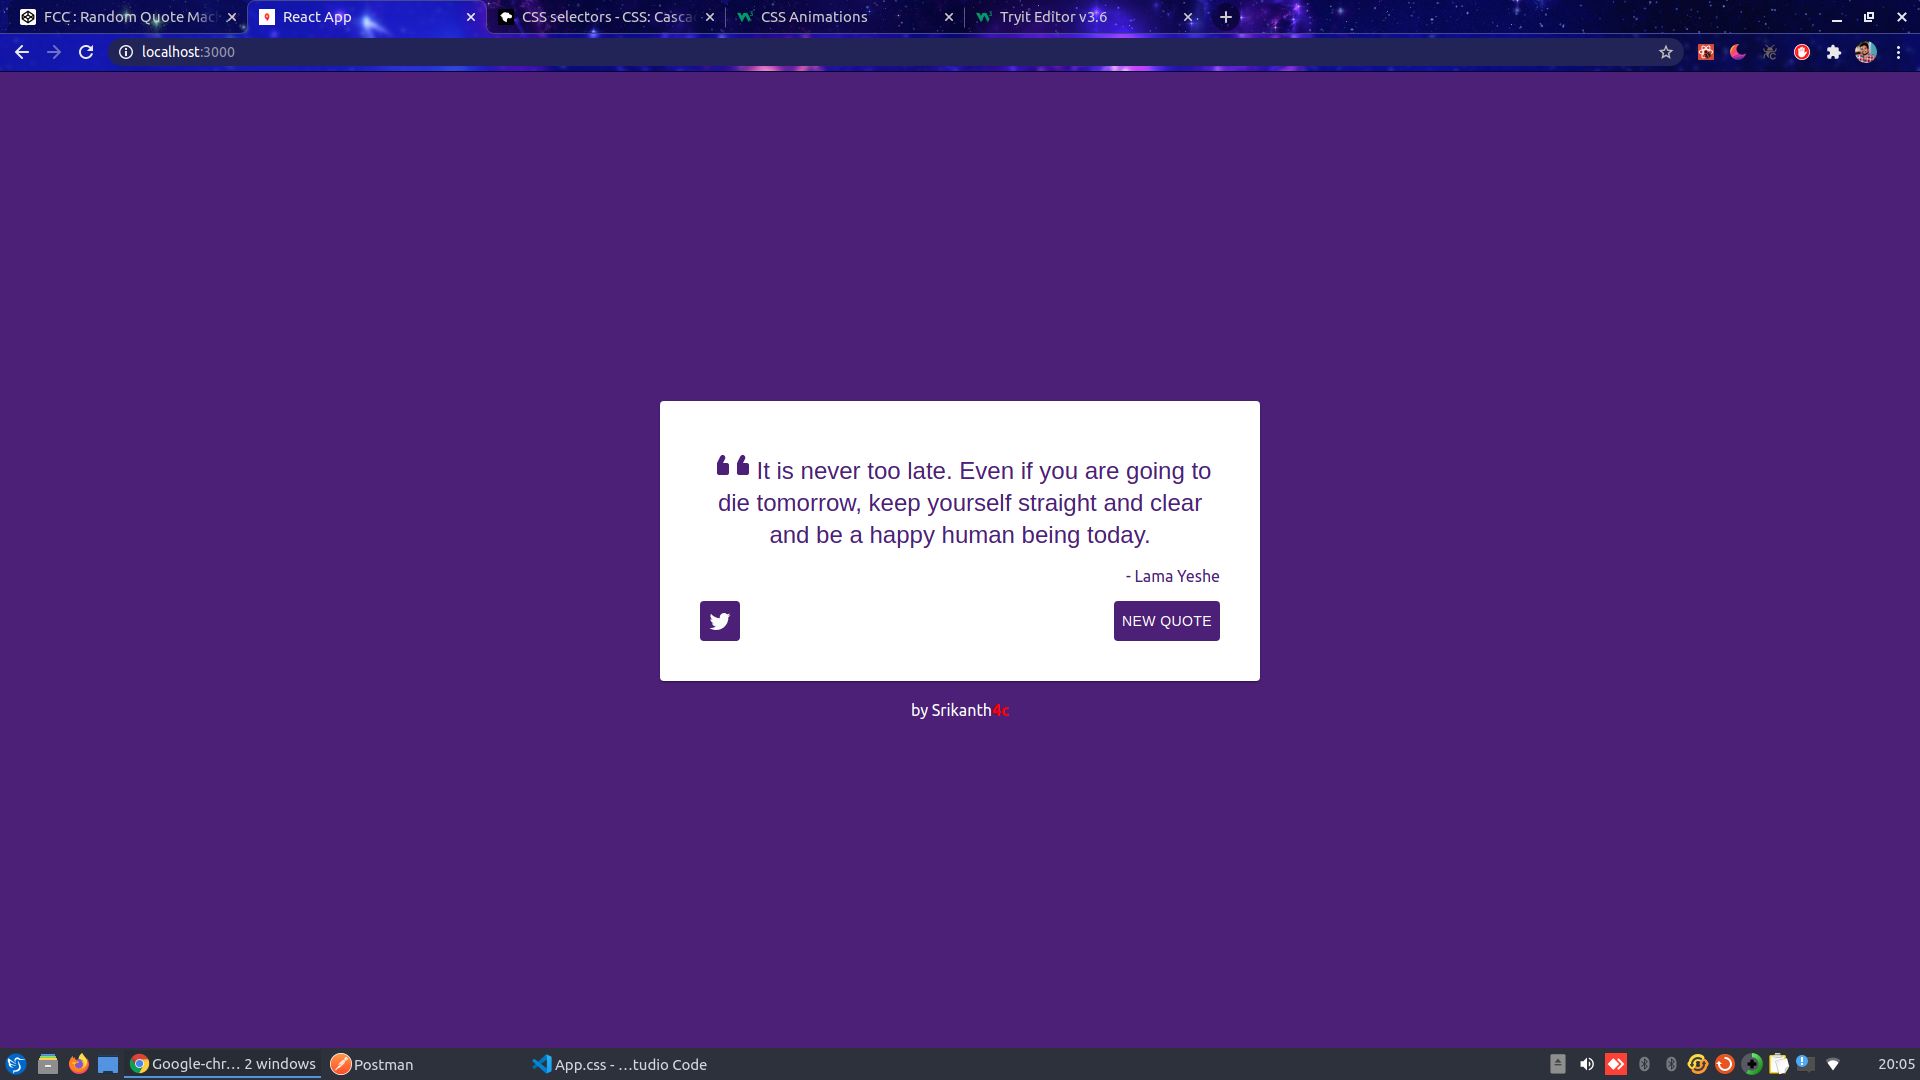 FCC : Random Quote Mac
React App
CSS selectors - CSS: Casca
CSS Animations
Tryit Editor v3.6
localhost:3000
It is never too late. Even if you are going to
die tomorrow, keep yourself straight and clear
and be a happy human being today.
- Lama Yeshe
NEW QUOTE
by Srikanth4c
Google-chr... 2 windows
Postman
App.css - ...tudio Code
20:05